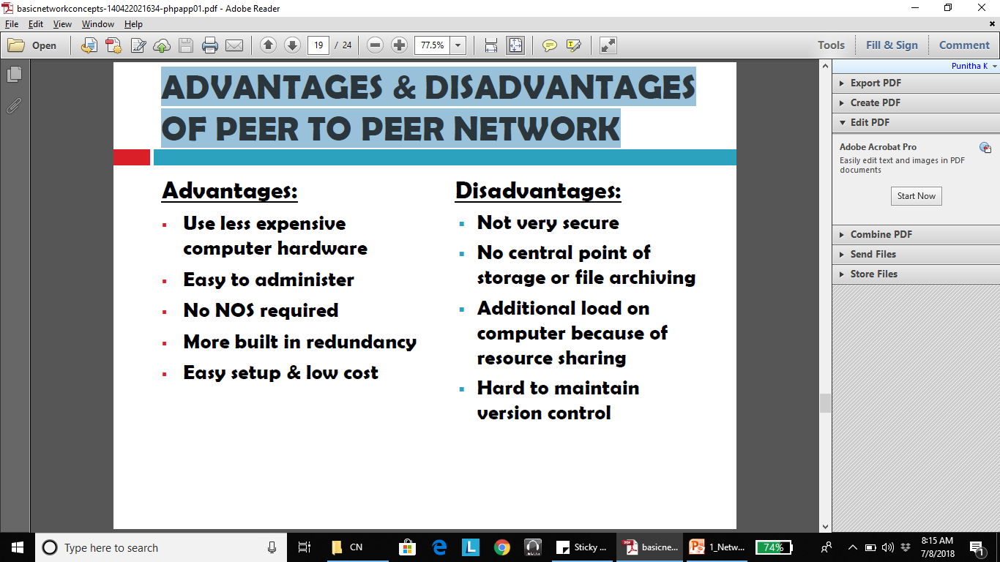 basicnetworkconcepts-140422021634-phpapp01.pdf - Adobe Reader
File Edit View Window Help
Open 19 / 24 77.5% Tools Fill & Sign Comment
Punitha K
ADVANTAGES & DISADVANTAGES
OF PEER TO PEER NETWORK
Advantages:
Use less expensive
computer hardware
Easy to administer
No NOS required
More built in redundancy
Easy setup & low cost
Disadvantages:
Not very secure
No central point of
storage or file archiving
Additional load on
computer because of
resource sharing
Hard to maintain
version control
Export PDF
Create PDF
Edit PDF
Adobe Acrobat Pro
Easily edit text and images in PDF
documents
Start Now
Combine PDF
Send Files
Store Files
Type here to search
CN
L
Sticky ...
basicne...
1_Netw...
74%
8:15 AM
7/8/2018
1